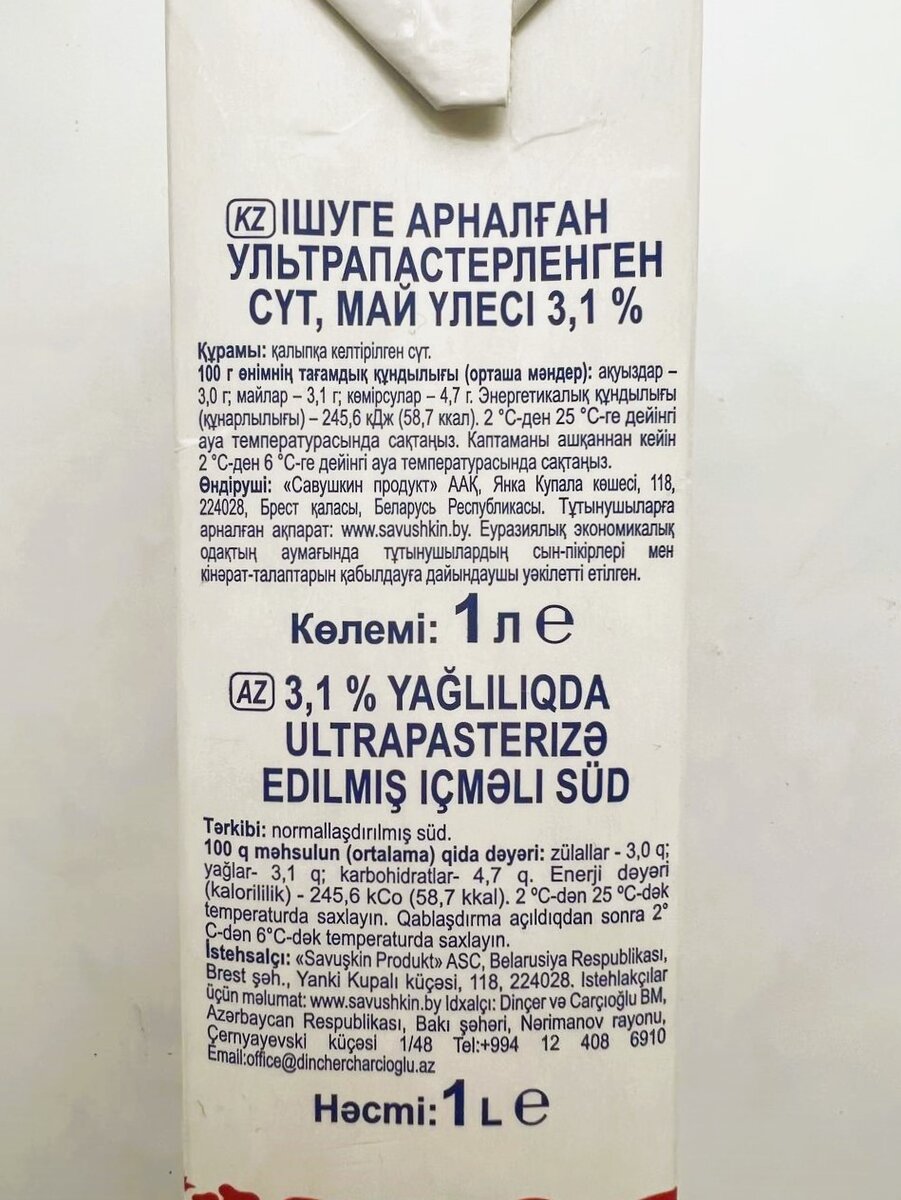 KZ ІШУГЕ АРНАЛҒАН
УЛЬТРАПАСТЕРЛЕНГЕН
СҮТ, МАЙ ҮЛЕСІ 3,1 %
Құрамы: қалыпқа келтірілген сүт.
100 г өнімнің тағамдық құндылығы (орташа мәндер): ақуыздар –
3,0 г; майлар – 3,1 г; көмірсулар – 4,7 г. Энергетикалық құндылығы
(құнарлылығы) – 245,6 кДж (58,7 ккал). 2 °С-ден 25 °С-ге дейінгі
ауа температурасында сақтаңыз. Каптаманы ашқаннан кейін
2 °С-ден 6 °С-ге дейінгі ауа температурасында сақтаңыз.
Өндіруші: «Савушкин продукт» ААҚ, Янка Купала көшесі, 118,
224028, Брест қаласы, Беларусь Республикасы. Тұтынушыларға
арналған ақпарат: www.savushkin.by. Еуразиялық экономикалық
одақтың аумағында тұтынушылардың сын-пікірлері мен
кінәрат-талаптарын қабылдауға дайындаушы уәкілетті етілген.
Көлемі: 1 л ℮
AZ 3,1 % YAĞLILIQDA
ULTRAPASTERIZƏ
EDILMIŞ IÇMƏLI SÜD
Tərkibi: normallaşdırılmış süd.
100 q məhsulun (ortalama) qida dəyəri: zülallar - 3,0 q;
yağlar- 3,1 q; karbohidratlar- 4,7 q. Enerji dəyəri
(kalorililik) - 245,6 kCo (58,7 kkal). 2 ºC-dən 25 ºC-dək
temperaturda saxlayın. Qablaşdırma açıldıqdan sonra 2°
C-dən 6°C-dək temperaturda saxlayın.
İstehsalçı: «Savuşkin Produkt» ASC, Belarusiya Respublikası,
Brest şəh., Yanki Kupalı küçəsi, 118, 224028. Istehlakçılar
üçün məlumat: www.savushkin.by Idxalçı: Dinçer və Carçıoğlu BM,
Azərbaycan Respublikası, Bakı şəhəri, Nərimanov rayonu,
Çernyayevski küçəsi 1/48 Tel:+994 12 408 6910
Email:office@dinchercharcioglu.az
Həcmi: 1 L ℮